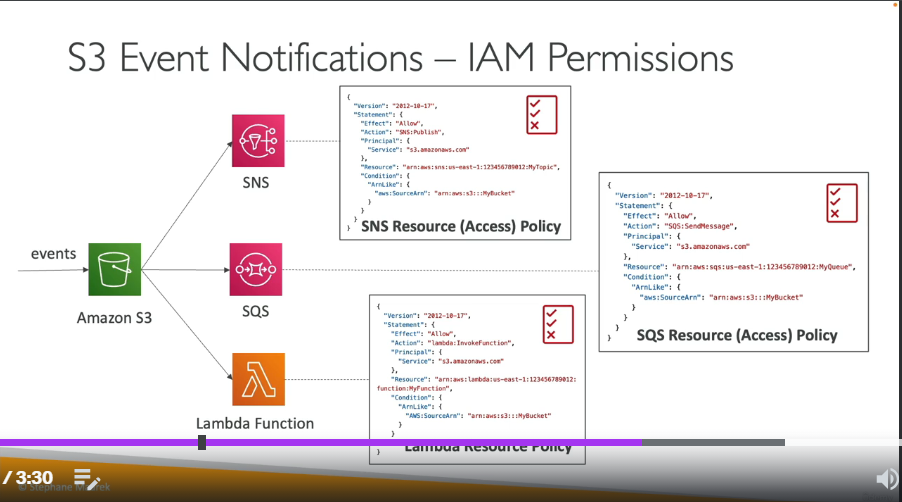 S3 Event Notifications – IAM Permissions
{
"Version": "2012-10-17",
"Statement": {
"Effect": "Allow",
"Action": "SNS:Publish",
"Principal": {
"Service": "s3.amazonaws.com"
},
"Resource": "arn:aws:sns:us-east-1:123456789012:MyTopic",
"Condition": {
"ArnLike": {
"aws:SourceArn": "arn:aws:s3:::MyBucket"
}
}
}
}
SNS Resource (Access) Policy
SNS
{
"Version": "2012-10-17",
"Statement": {
"Effect": "Allow",
"Action": "SQS:SendMessage",
"Principal": {
"Service": "s3.amazonaws.com"
},
"Resource": "arn:aws:sqs:us-east-1:123456789012:MyQueue",
"Condition": {
"ArnLike": {
"aws:SourceArn": "arn:aws:s3:::MyBucket"
}
}
}
}
SQS Resource (Access) Policy
events
Amazon S3
SQS
{
"Version": "2012-10-17",
"Statement": {
"Effect": "Allow",
"Action": "lambda:InvokeFunction",
"Principal": {
"Service": "s3.amazonaws.com"
},
"Resource": "arn:aws:lambda:us-east-1:123456789012:
function:MyFunction",
"Condition": {
"ArnLike": {
"AWS:SourceArn": "arn:aws:s3:::MyBucket"
}
}
}
Lambda Resource Policy
Lambda Function
/ 3:30
© Stephane Maarek